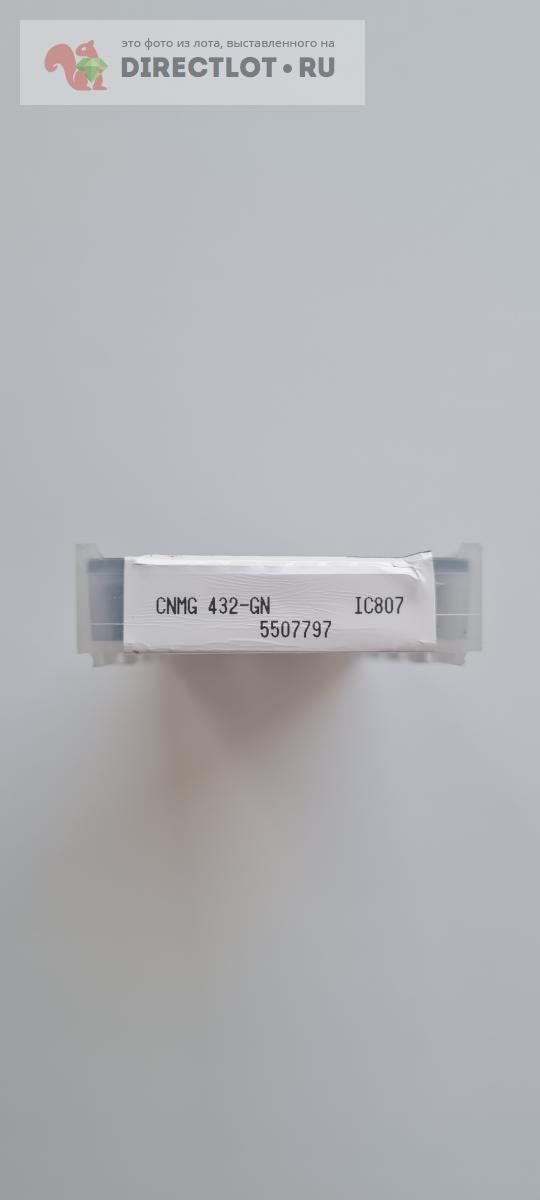 это фото из лота, выставленного на
DIRECTLOT•RU
CNMG 432-GN IC807
5507797